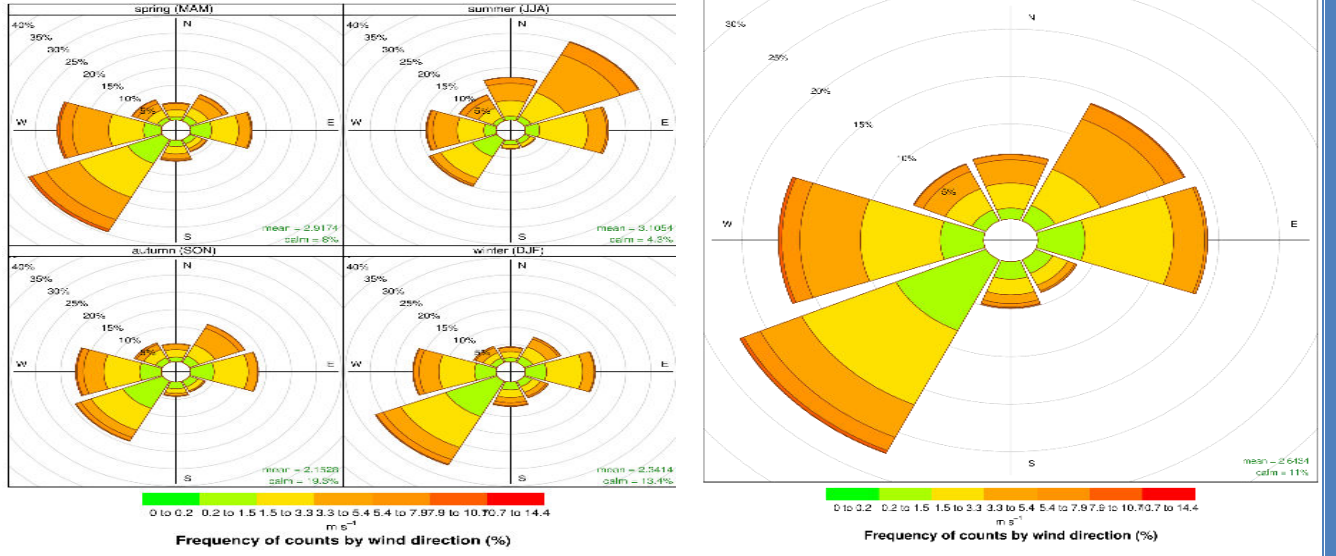 spring (MAM)
40%
35%
30%
25%
20%
15%
10%
5%
N
W
E
S
mean = 2.9174
calm = 6%
summer (JJA)
40%
35%
30%
25%
20%
15%
10%
5%
N
W
E
S
mean = 3.1054
calm = 4.3%
autumn (SON)
40%
35%
30%
25%
20%
15%
10%
5%
N
W
E
S
mean = 2.1528
calm = 19.3%
winter (DJF)
40%
35%
30%
25%
20%
15%
10%
5%
N
W
E
S
mean = 2.3414
calm = 13.4%
0 to 0.2 0.2 to 1.5 1.5 to 3.3 3.3 to 5.4 5.4 to 7.9 7.9 to 10.7 10.7 to 14.4
m s⁻¹
Frequency of counts by wind direction (%)
30%
25%
20%
15%
10%
5%
N
W
E
S
mean = 2.6434
calm = 11%
0 to 0.2 0.2 to 1.5 1.5 to 3.3 3.3 to 5.4 5.4 to 7.9 7.9 to 10.7 10.7 to 14.4
m s⁻¹
Frequency of counts by wind direction (%)